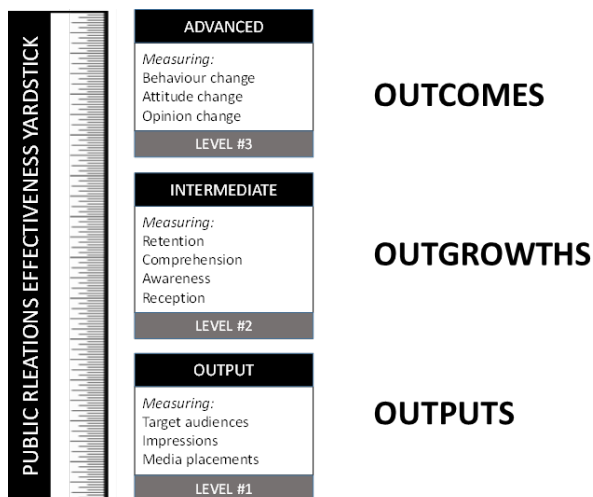 PUBLIC RLEATIONS EFFECTIVENESS YARDSTICK
ADVANCED
Measuring:
Behaviour change
Attitude change
Opinion change
LEVEL #3
OUTCOMES
INTERMEDIATE
Measuring:
Retention
Comprehension
Awareness
Reception
LEVEL #2
OUTGROWTHS
OUTPUT
Measuring:
Target audiences
Impressions
Media placements
LEVEL #1
OUTPUTS